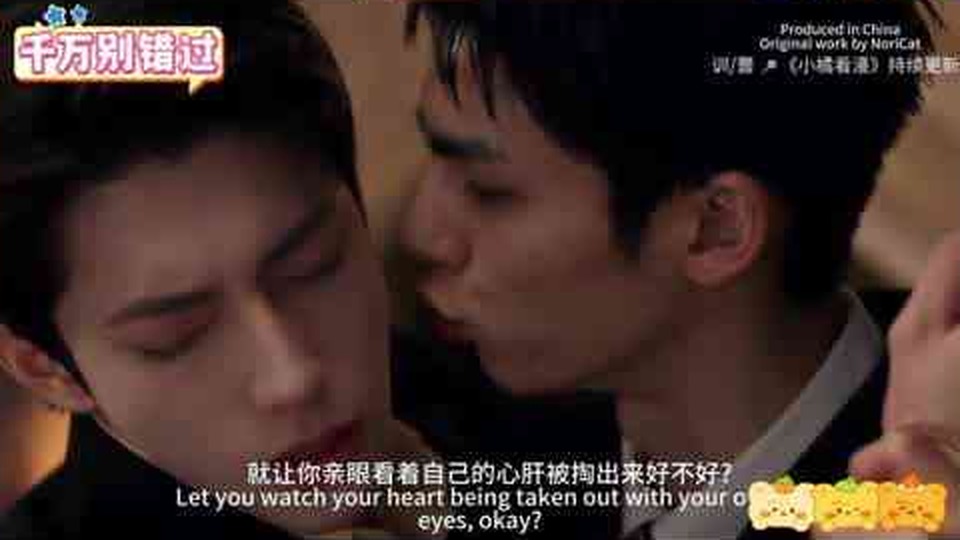 千万别错过
Produced in China
Original work by NoriCat
《小橘看漫》持续更新
就让你亲眼看着自己的心肝被掏出来好不好?
Let you watch your heart being taken out with your
eyes, okay?